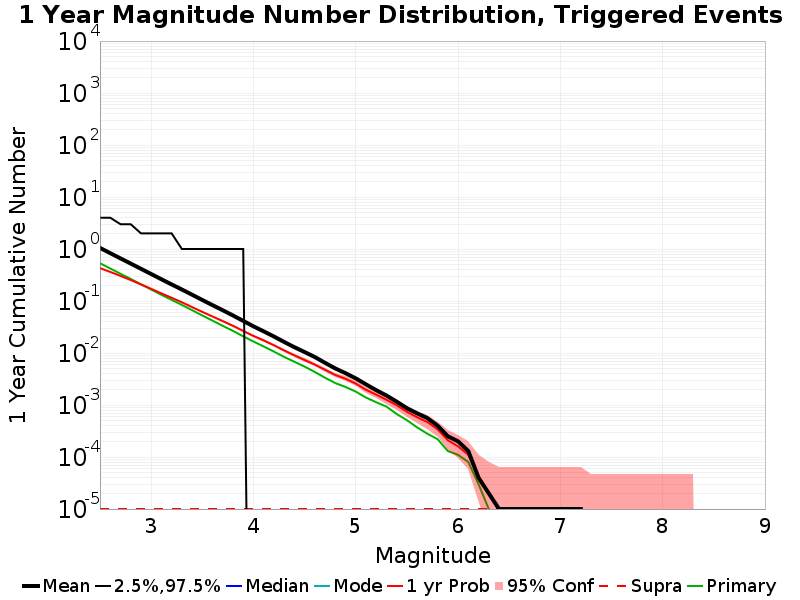 1 Year Magnitude Number Distribution, Triggered Events
10^4
10^3
10^2
10^1
10^0
10^-1
10^-2
10^-3
10^-4
10^-5
1 Year Cumulative Number
3 4 5 6 7 8 9
Magnitude
Mean 2.5%,97.5% Median Mode 1 yr Prob 95% Conf Supra Primary